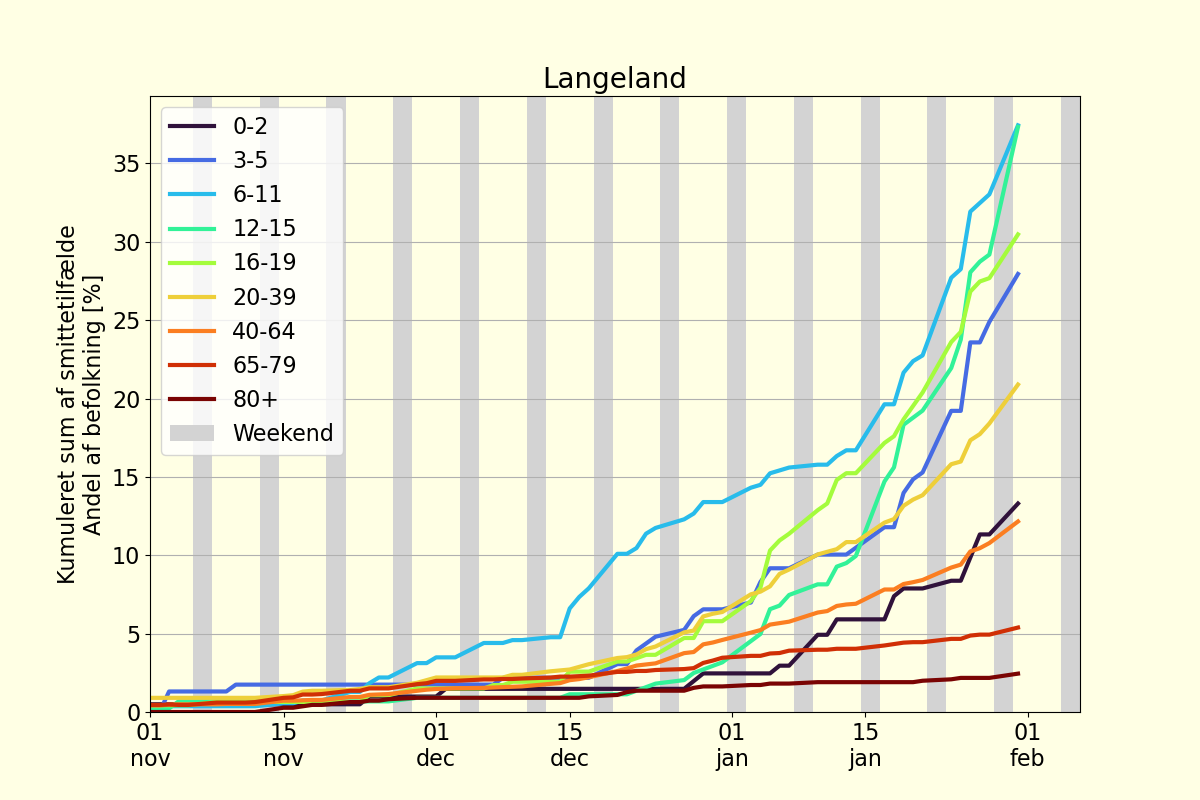 Langeland
Kumuleret sum af smittetilfælde
Andel af befolkning [%]
35
30
25
20
15
10
5
0
0-2
3-5
6-11
12-15
16-19
20-39
40-64
65-79
80+
Weekend
01 15 01 15 01 15 01
nov nov dec dec jan jan feb